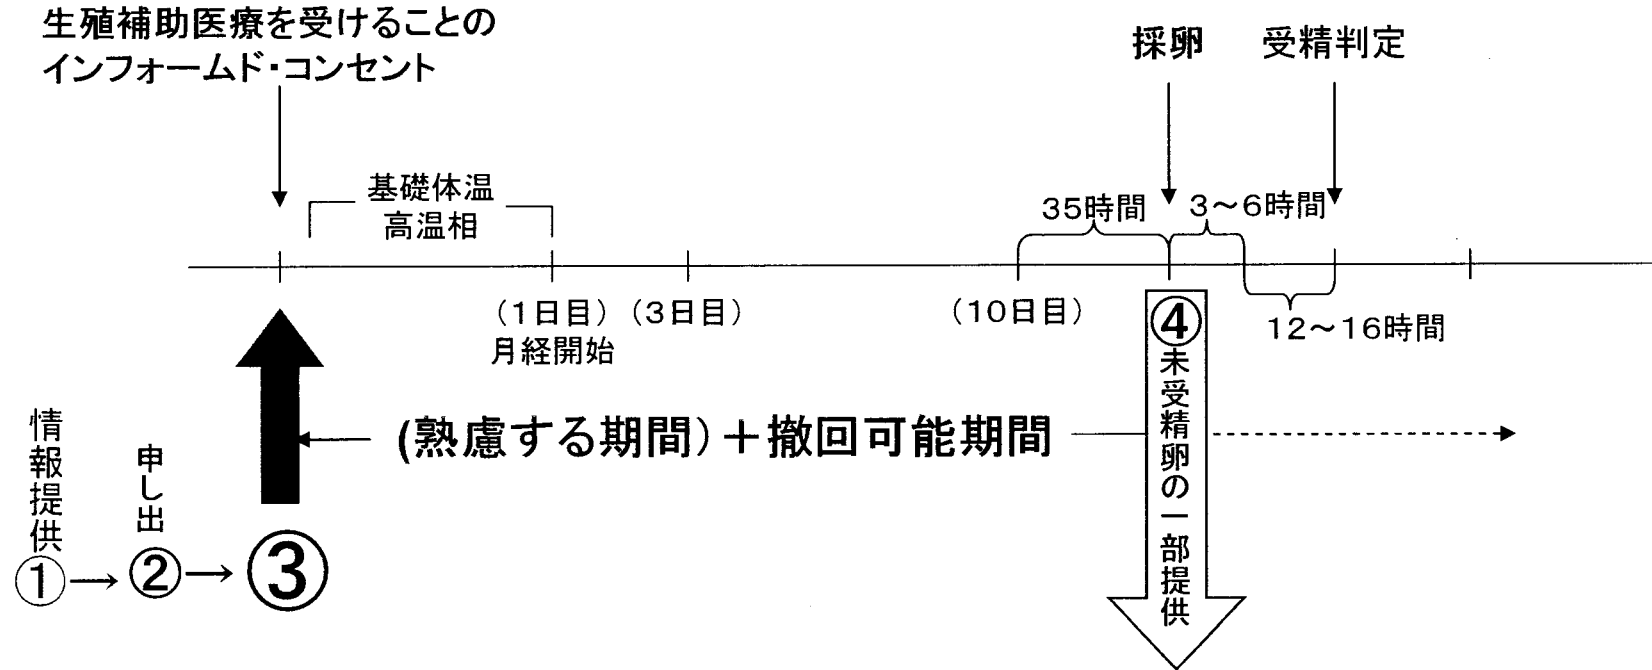 生殖補助医療を受けることの
インフォームド・コンセント
採卵
受精判定
基礎体温
高温相
35時間
3～6時間
(1日目)
月経開始
(3日目)
(10日目)
12～16時間
④未受精卵の一部提供
(熟慮する期間)＋撤回可能期間
情報提供
①
申し出
②
③